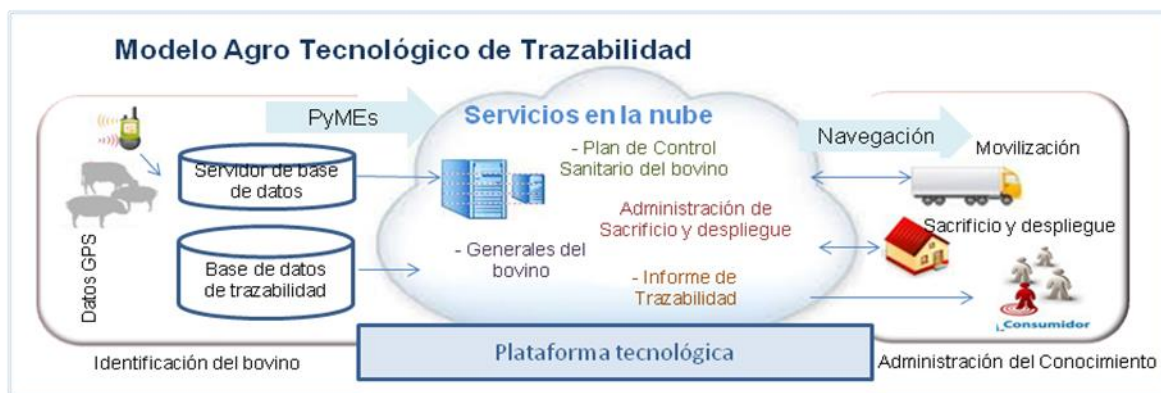 Modelo Agro Tecnológico de Trazabilidad
PyMEs
Servidor de base
de datos
Base de datos
de trazabilidad
Datos GPS
Identificación del bovino
Servicios en la nube
- Plan de Control
Sanitario del bovino
Administración de
Sacrificio y despliegue
- Generales del
bovino
- Informe de
Trazabilidad
Plataforma tecnológica
Navegación
Movilización
Sacrificio y despliegue
Consumidor
Administración del Conocimiento